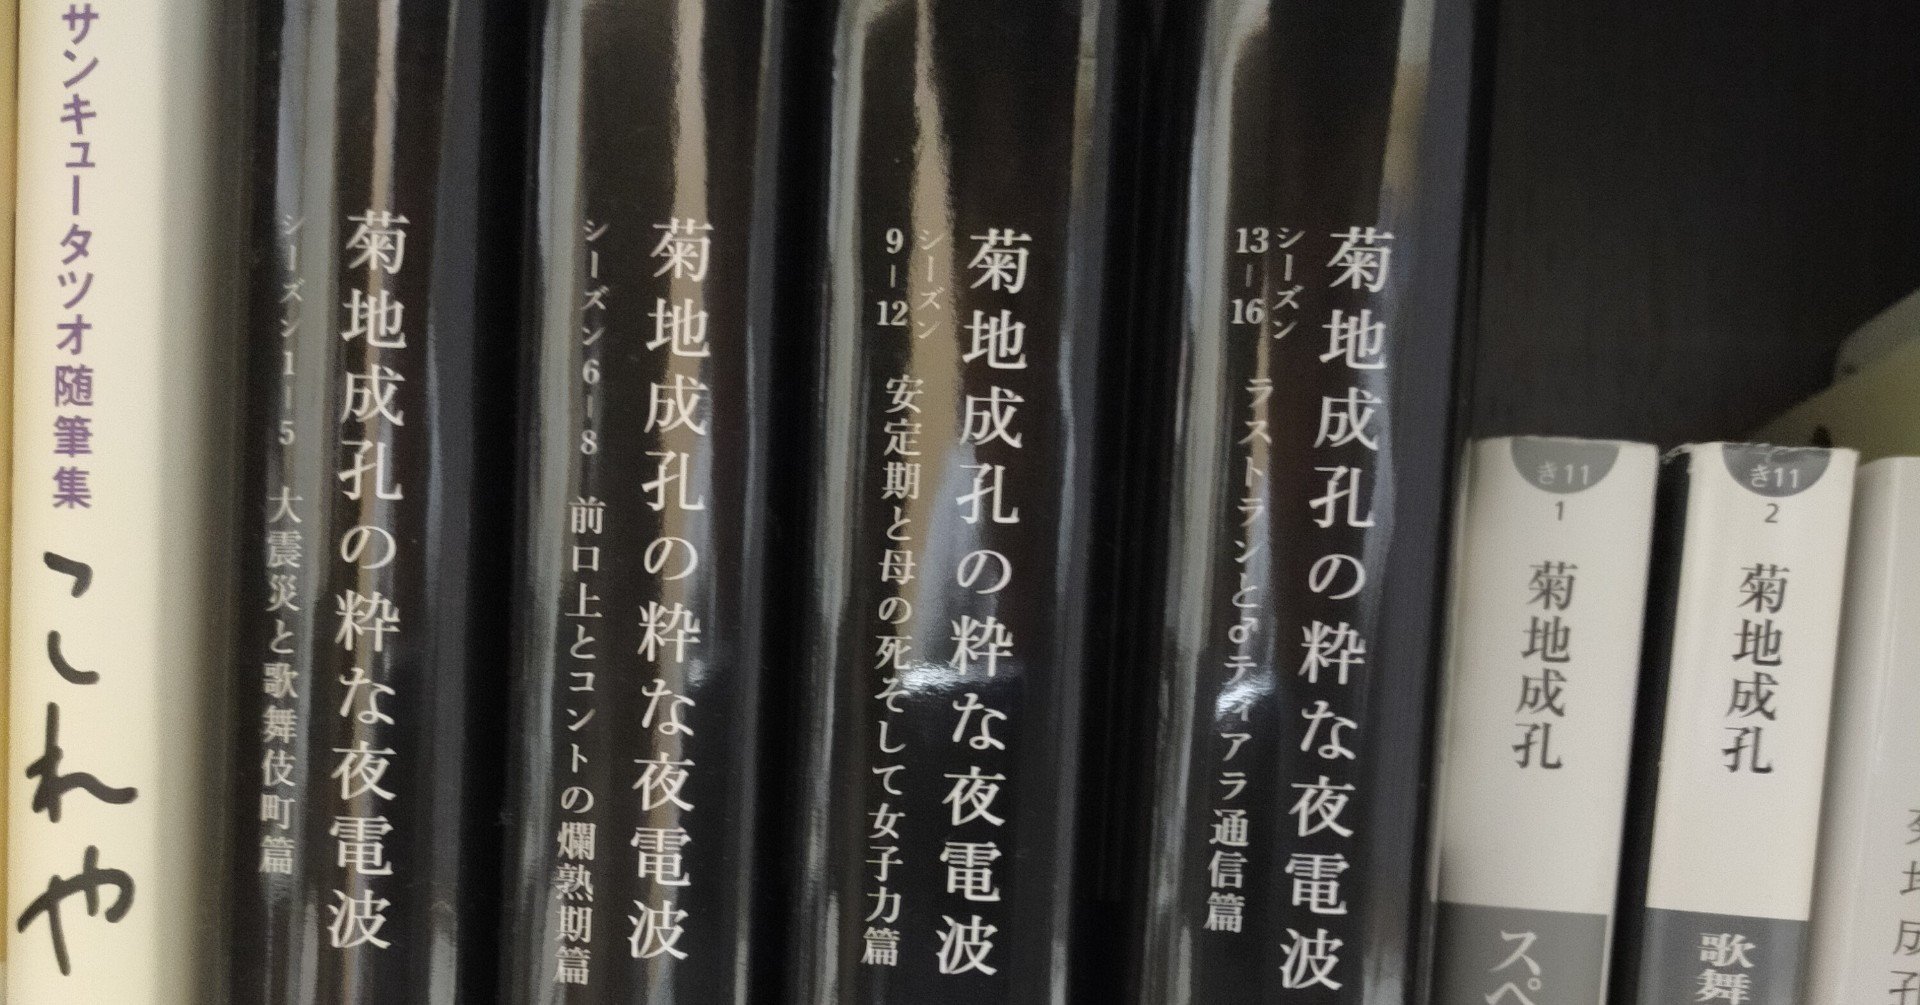 サンキュータツオ随筆集
これや
菊地成孔の粋な夜電波
シーズン1-5 大震災と歌舞伎町篇
菊地成孔の粋な夜電波
シーズン6-8 前口上とコントの爛熟期篇
菊地成孔の粋な夜電波
シーズン
9-12 安定期と母の死そして女子力篇
菊地成孔の粋な夜電波
シーズン
13-16 ラストランと♂ティアラ通信篇
き11
1
菊地成孔
スペ
き11
2
菊地成孔
歌舞
菊地成孔